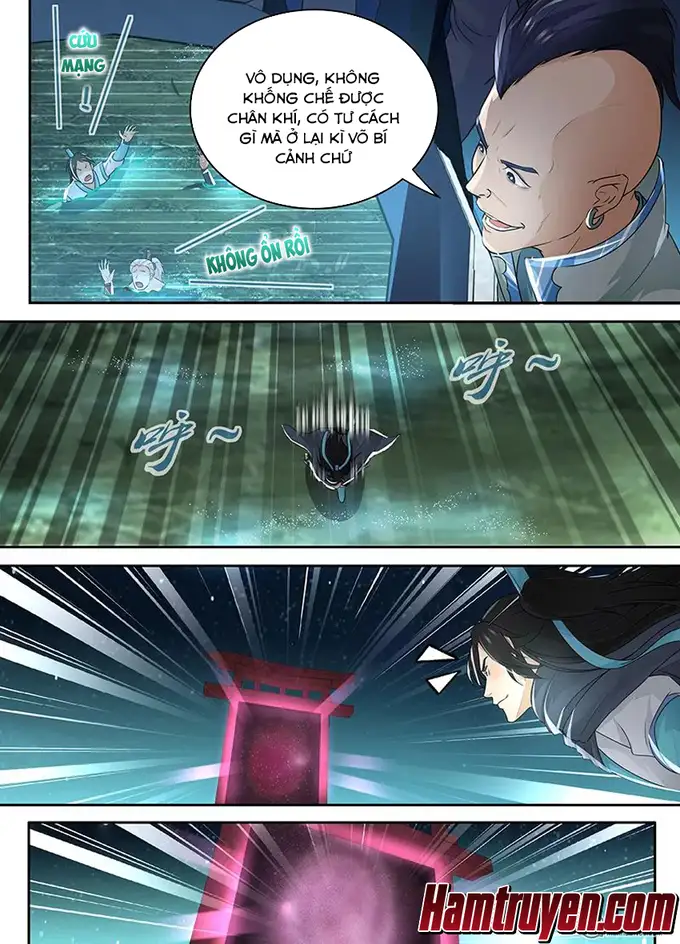 CỨU
MẠNG
!
VÔ DỤNG, KHÔNG
KHỐNG CHẾ ĐƯỢC
CHÂN KHÍ, CÓ TƯ CÁCH
GÌ MÀ Ở LẠI KÌ VÕ BÍ
CẢNH CHỨ
KHÔNG ỔN RỒI
呼~
呼~
Hamtruyen.com